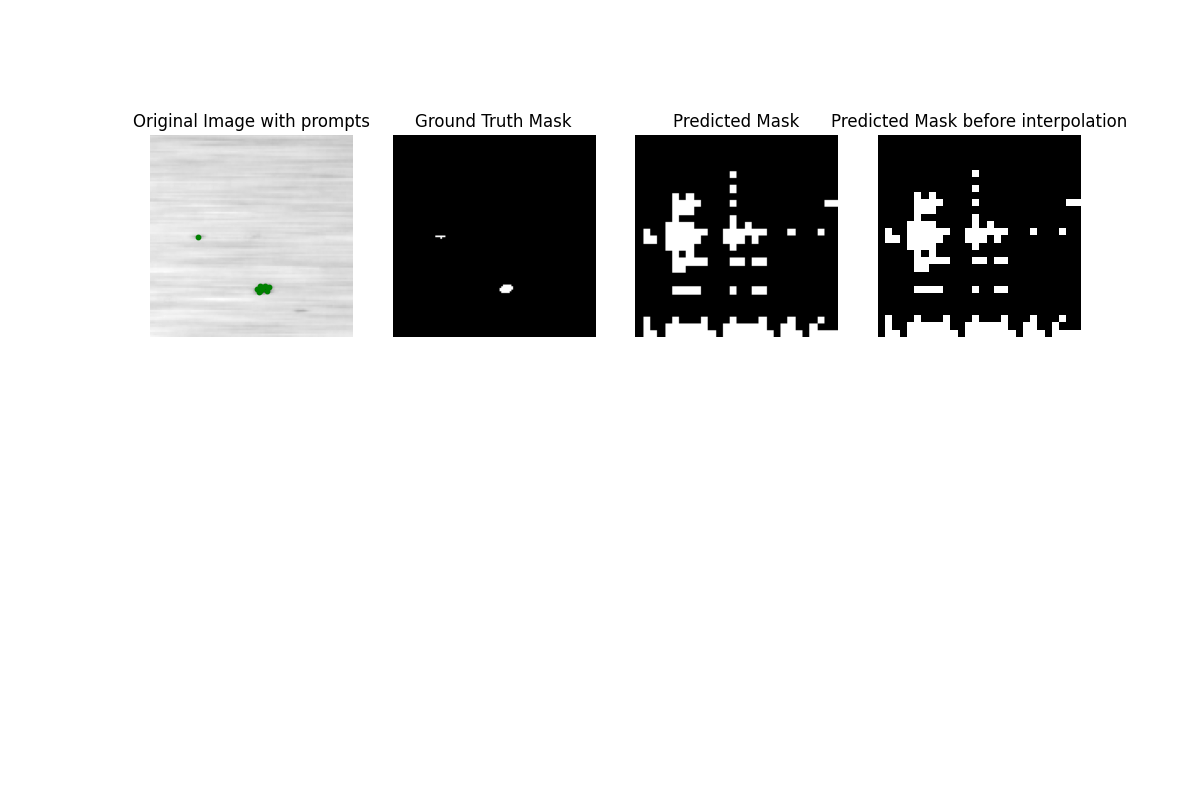 Original Image with prompts
Ground Truth Mask
Predicted Mask
Predicted Mask before interpolation